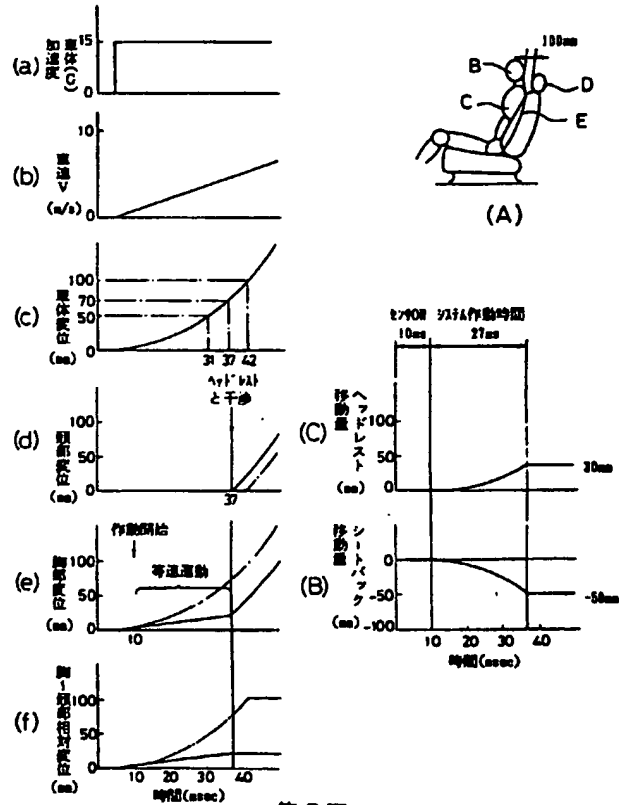 (a)
車体(G)
加速度
15
0
(b)
車速V
(m/s)
10
0
(c)
車体変位
(mm)
100
70
50
0
31 37 42
ヘッドレスト
と干渉
(d)
頭部変位
(mm)
100
50
0
37
(e)
胸部変位
(mm)
作動開始
等速運動
100
50
0
10
(f)
胸〜頭部相対変位
(mm)
100
50
0
10 20 30 40
時間(msec)
100mm
B
C
D
E
(A)
センサON システム作動時間
10ms 27ms
(C)
ヘッドレスト
移動量
(mm)
100
50
0
30mm
(B)
シートバック
移動量
(mm)
0
-50
-100
-50mm
10 20 30 40
時間(msec)